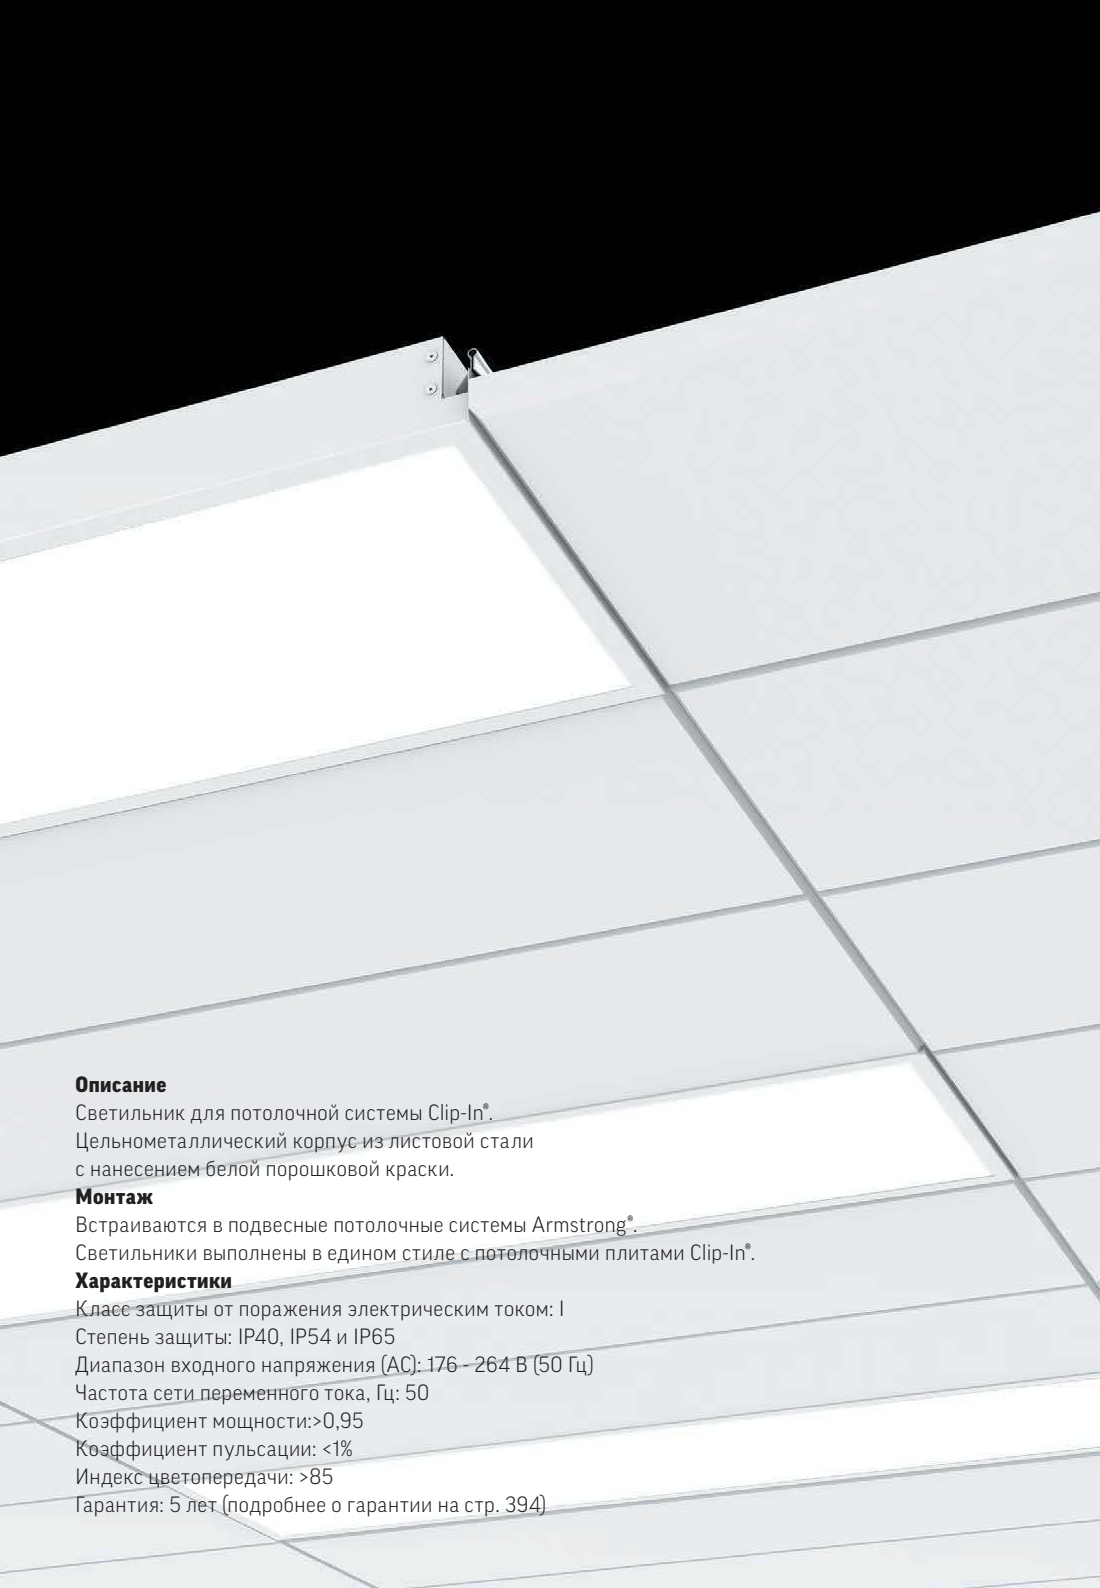 Описание
Светильник для потолочной системы Clip-In®.
Цельнометаллический корпус из листовой стали
с нанесением белой порошковой краски.
Монтаж
Встраиваются в подвесные потолочные системы Armstrong®.
Светильники выполнены в едином стиле с потолочными плитами Clip-In®.
Характеристики
Класс защиты от поражения электрическим током: I
Степень защиты: IP40, IP54 и IP65
Диапазон входного напряжения (AC): 176 - 264 В (50 Гц)
Частота сети переменного тока, Гц: 50
Коэффициент мощности:>0,95
Коэффициент пульсации: <1%
Индекс цветопередачи: >85
Гарантия: 5 лет (подробнее о гарантии на стр. 394)